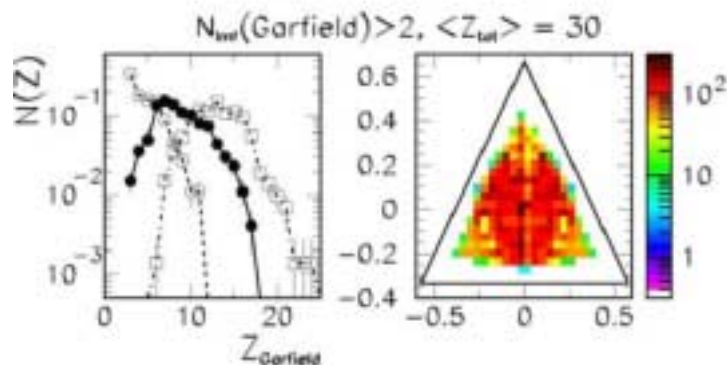 N_imf(Garfield)>2, <Z_tot> = 30
N(Z)
10^-1
10^-2
10^-3
0 10 20
Z_Garfield
0.6
0.4
0.2
0
-0.2
-0.4
-0.5 0 0.5
10^2
10
1